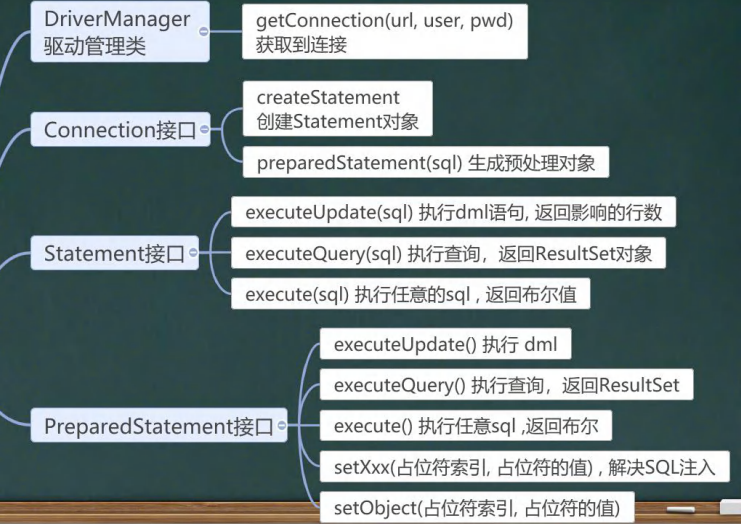 DriverManager
驱动管理类
getConnection(url, user, pwd)
获取到连接
Connection接口
createStatement
创建Statement对象
preparedStatement(sql) 生成预处理对象
Statement接口
executeUpdate(sql) 执行dml语句, 返回影响的行数
executeQuery(sql) 执行查询，返回ResultSet对象
execute(sql) 执行任意的sql , 返回布尔值
PreparedStatement接口
executeUpdate() 执行 dml
executeQuery() 执行查询，返回ResultSet
execute() 执行任意sql ,返回布尔
setXxx(占位符索引, 占位符的值) , 解决SQL注入
setObject(占位符索引, 占位符的值)